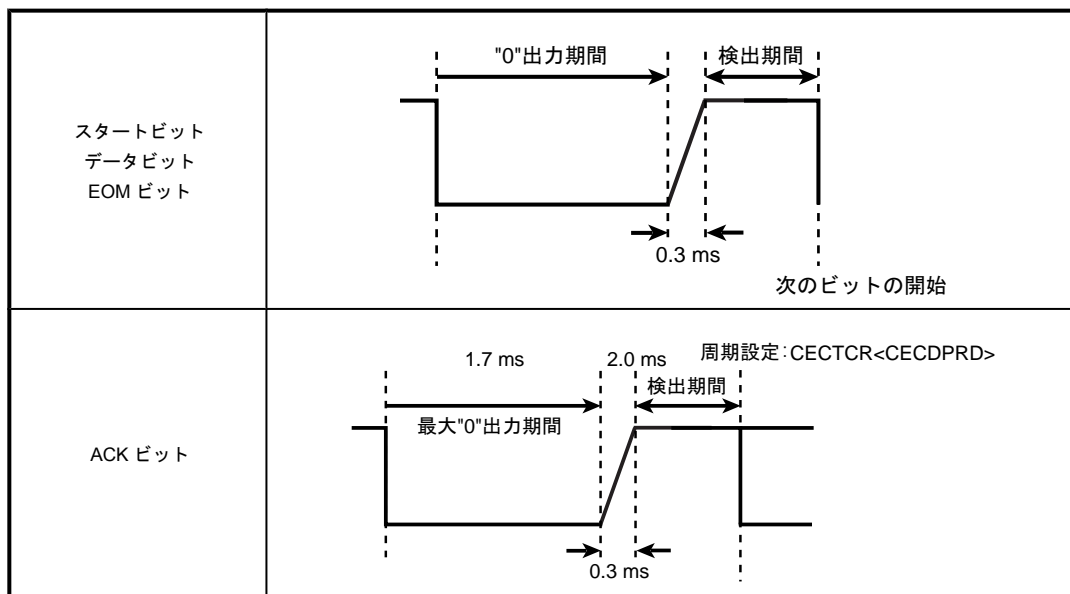 スタートビット
データビット
EOM ビット
"0"出力期間
検出期間
0.3 ms
次のビットの開始
ACK ビット
1.7 ms
2.0 ms
周期設定:CECTCR<CECDPRD>
検出期間
最大"0"出力期間
0.3 ms